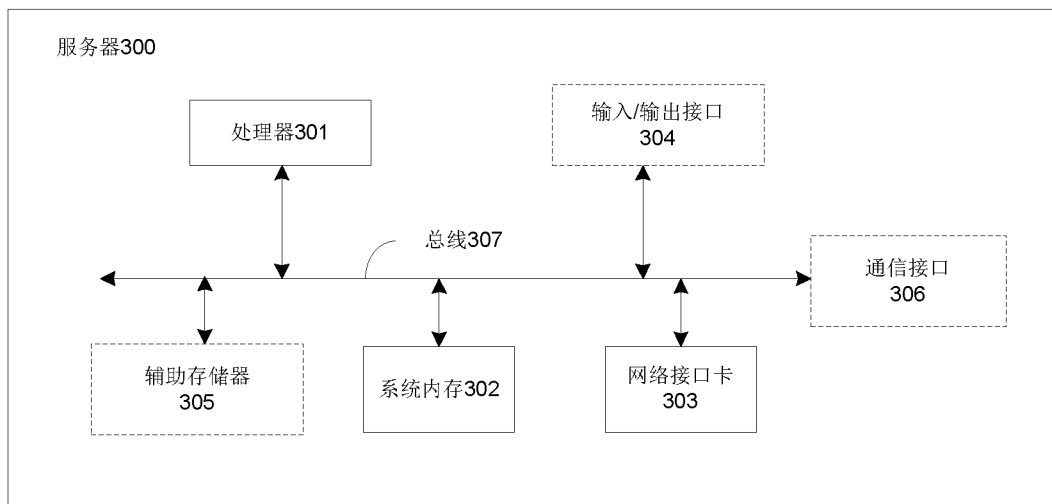 服务器300
处理器301
输入/输出接口
304
总线307
通信接口
306
辅助存储器
305
系统内存302
网络接口卡
303